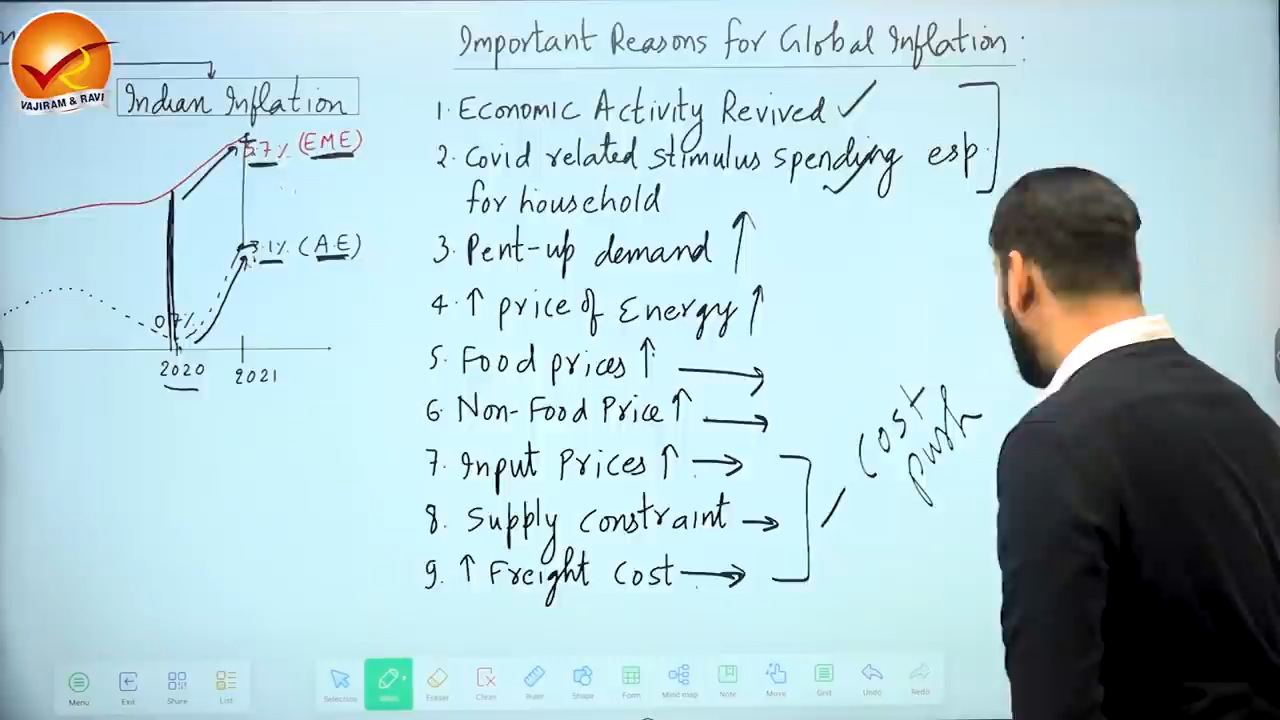 VAJIRAM & RAVI
Indian Inflation
5.7% (EME)
3.1% (AE)
0.7%
2020
2021
Important Reasons for Global Inflation:
1. Economic Activity Revived ✓
2. Covid related stimulus spending esp.
for household
3. Pent-up demand ↑
4. ↑ price of Energy ↑
5. Food prices ↑ →
6. Non-Food Price ↑ →
7. Input Prices ↑ →
8. Supply constraint →
9. ↑ Freight Cost →
Cost
push
Menu
Exit
Share
List
Selection
Eraser
Clean
Ruler
Shape
Form
Mind map
Note
Move
Undo
Redo